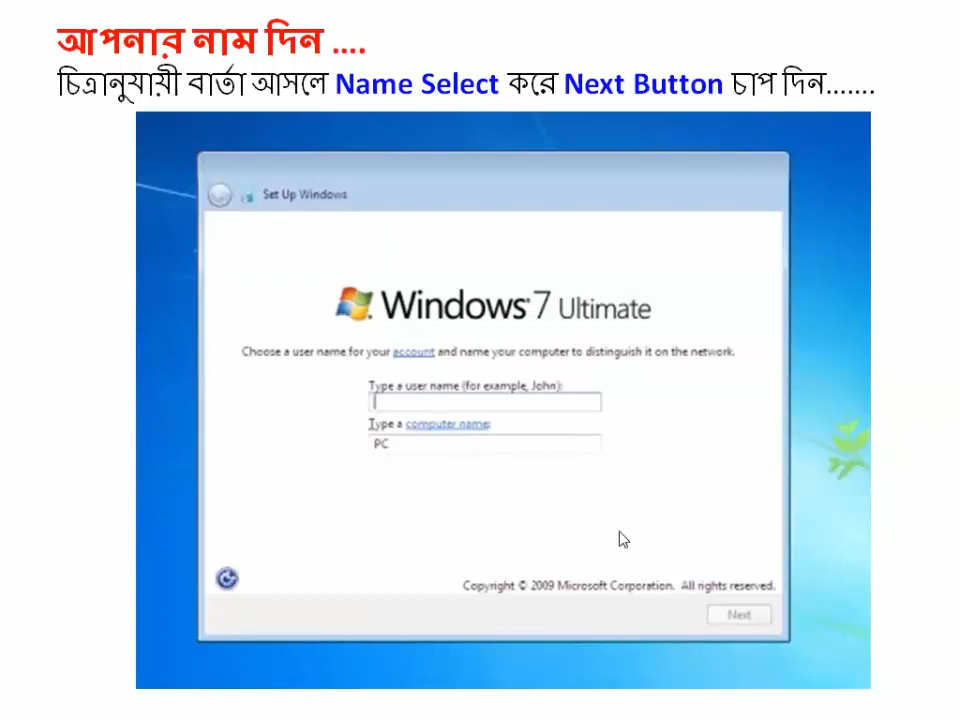 আপনার নাম দিন ....
চিত্রানুযায়ী বার্তা আসলে Name Select করে Next Button চাপ দিন.......
Set Up Windows
Windows 7 Ultimate
Choose a user name for your account and name your computer to distinguish it on the network.
Type a user name (for example, John):
Type a computer name:
PC
Copyright © 2009 Microsoft Corporation. All rights reserved.
Next